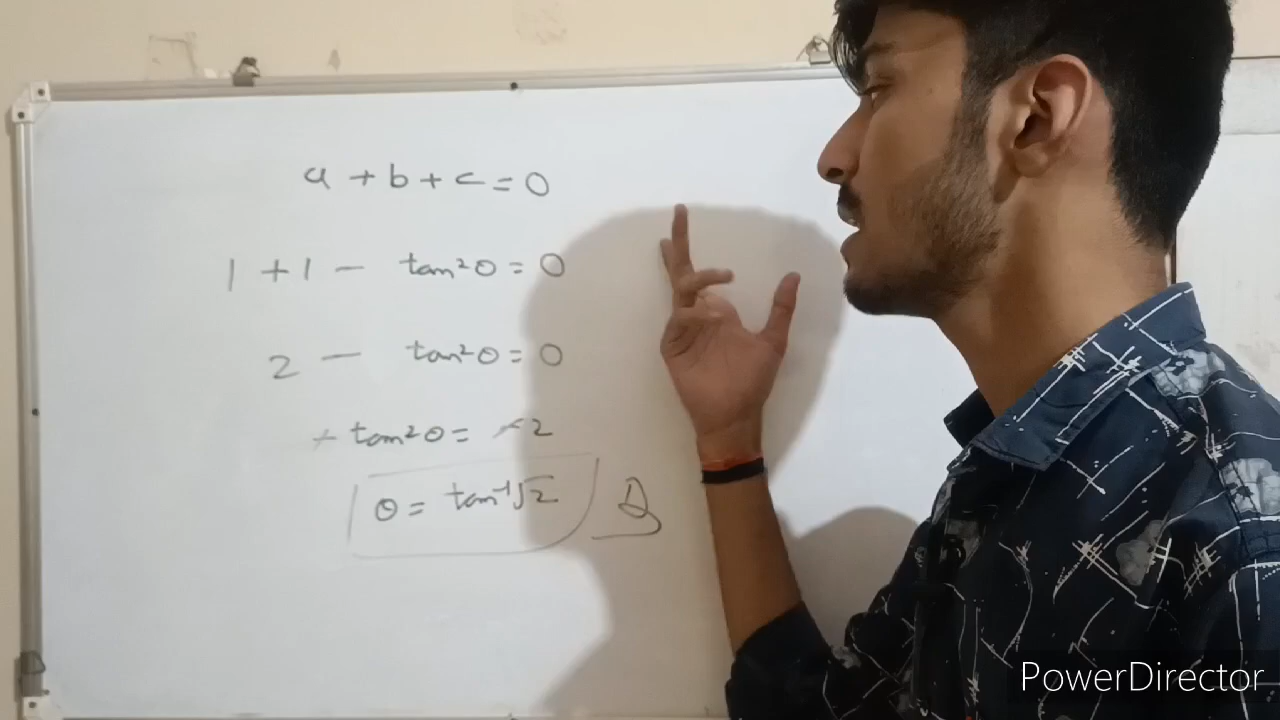 a + b + c = 0
1 + 1 - tan²θ = 0
2 - tan²θ = 0
+ tan²θ = -2
θ = tan⁻¹√2 D
PowerDirector